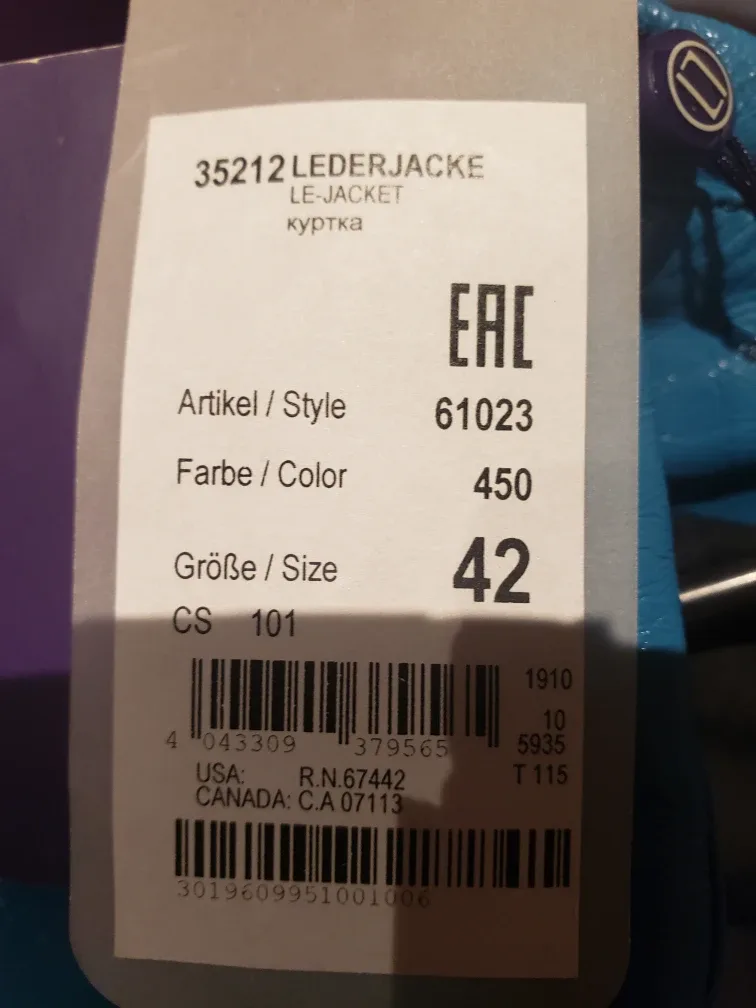 35212 LEDERJACKE
LE-JACKET
куртка
EAC
Artikel / Style 61023
Farbe / Color 450
Größe / Size 42
CS 101
1910
10
4 043309 379565 5935
USA: R.N.67442 T 115
CANADA: C.A 07113
3019609951001006